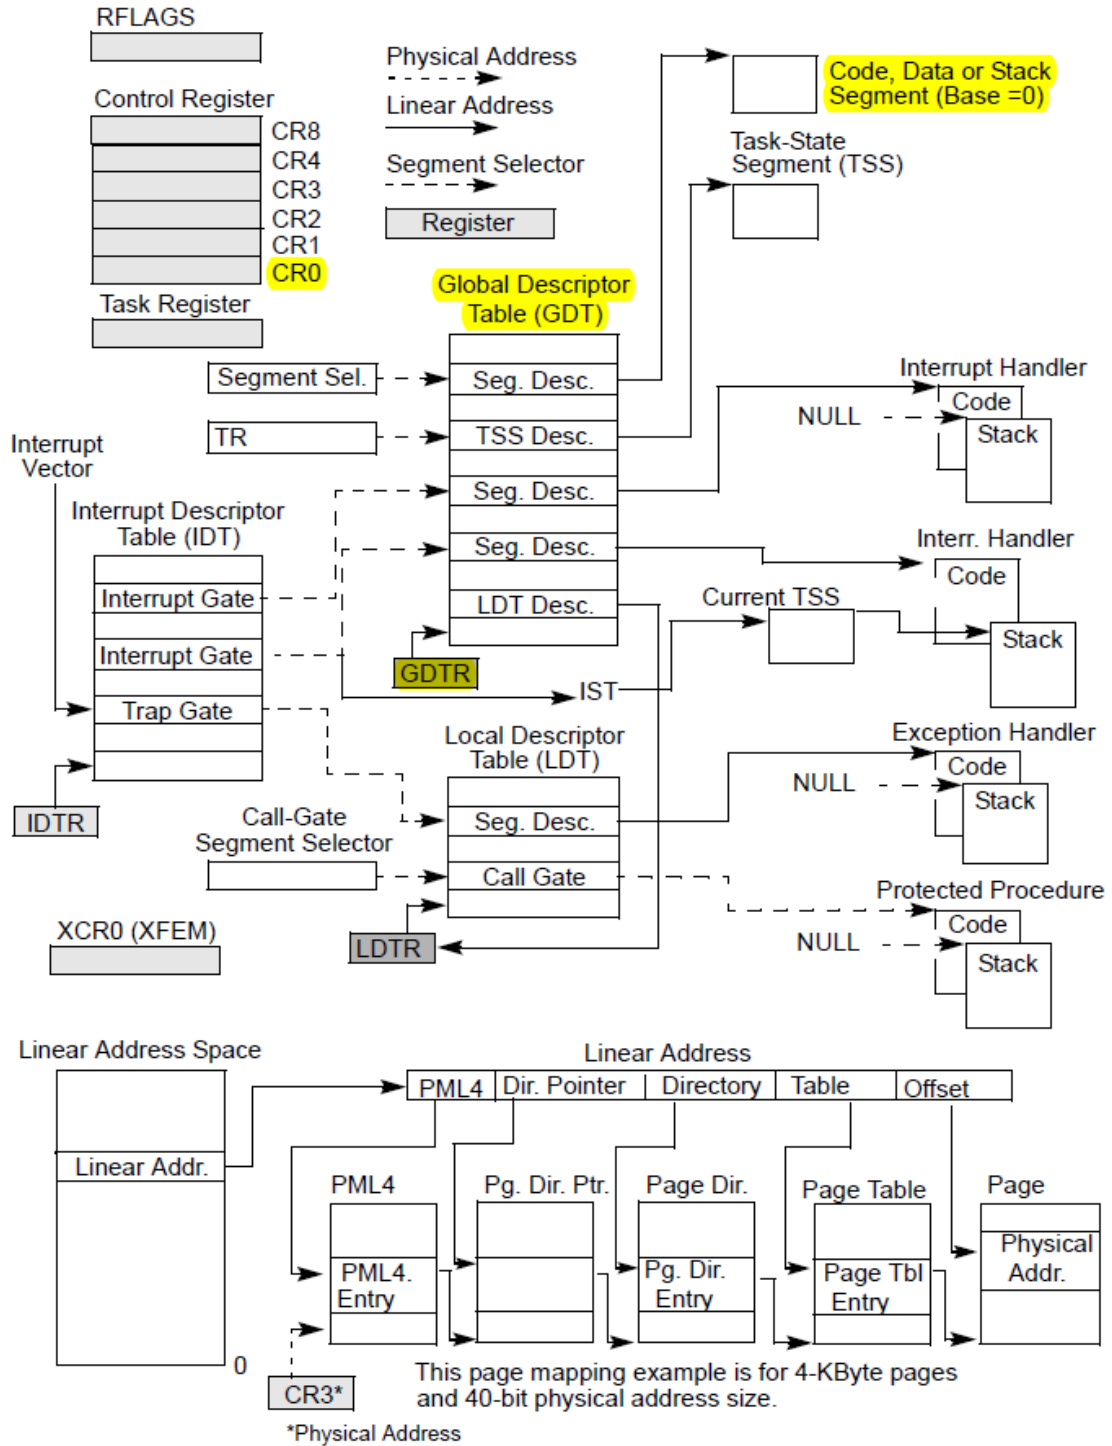 RFLAGS
Physical Address
Code, Data or Stack
Segment (Base =0)
Control Register
Linear Address
CR8
Task-State
Segment (TSS)
CR4
Segment Selector
CR3
CR2
Register
CR1
CR0
Global Descriptor
Table (GDT)
Task Register
Segment Sel.
Seg. Desc.
Interrupt Handler
Code
NULL
Stack
TR
TSS Desc.
Interrupt
Vector
Seg. Desc.
Interrupt Descriptor
Table (IDT)
Seg. Desc.
Interr. Handler
Code
Interrupt Gate
LDT Desc.
Current TSS
Stack
Interrupt Gate
GDTR
IST
Trap Gate
Local Descriptor
Table (LDT)
Exception Handler
Code
NULL
Stack
IDTR
Call-Gate
Segment Selector
Seg. Desc.
Call Gate
Protected Procedure
Code
XCR0 (XFEM)
LDTR
NULL
Stack
Linear Address Space
Linear Address
PML4
Dir. Pointer
Directory
Table
Offset
Linear Addr.
PML4
Pg. Dir. Ptr.
Page Dir.
Page Table
Page
Physical
Addr.
PML4.
Entry
Pg. Dir.
Entry
Page Tbl
Entry
0
CR3*
This page mapping example is for 4-KByte pages
and 40-bit physical address size.
*Physical Address